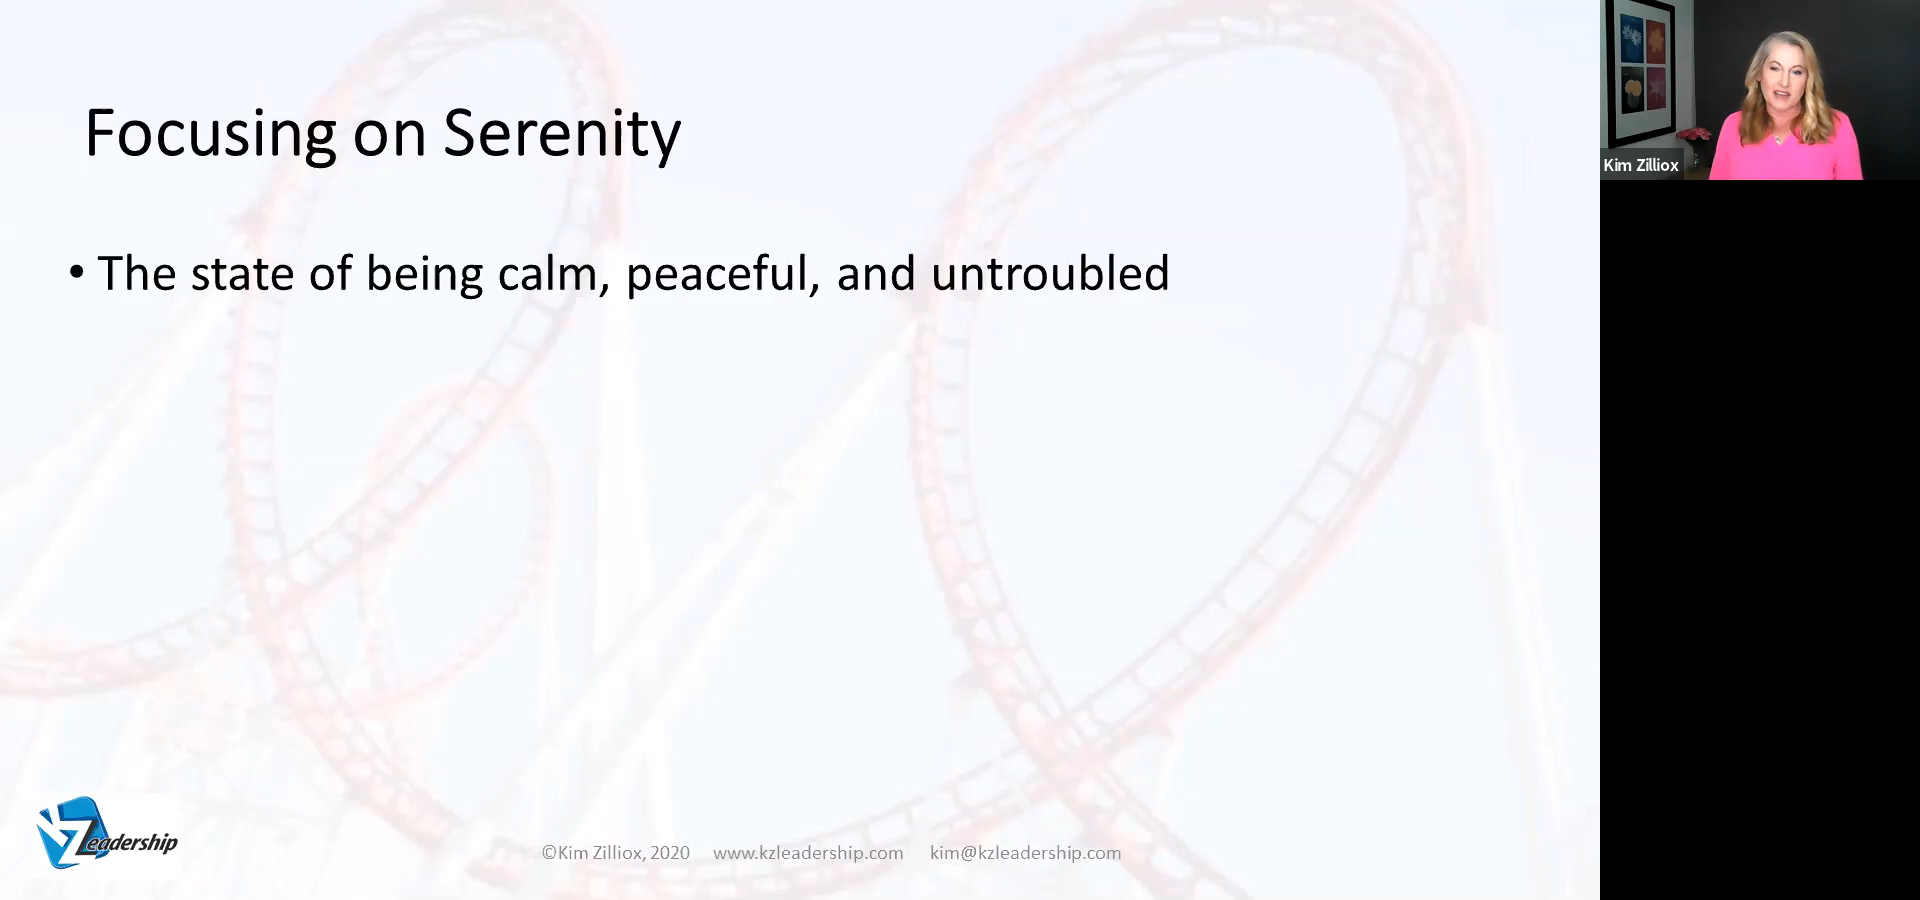 Focusing on Serenity
• The state of being calm, peaceful, and untroubled
Kim Zilliox
KZLeadership
©Kim Zilliox, 2020 www.kzleadership.com kim@kzleadership.com